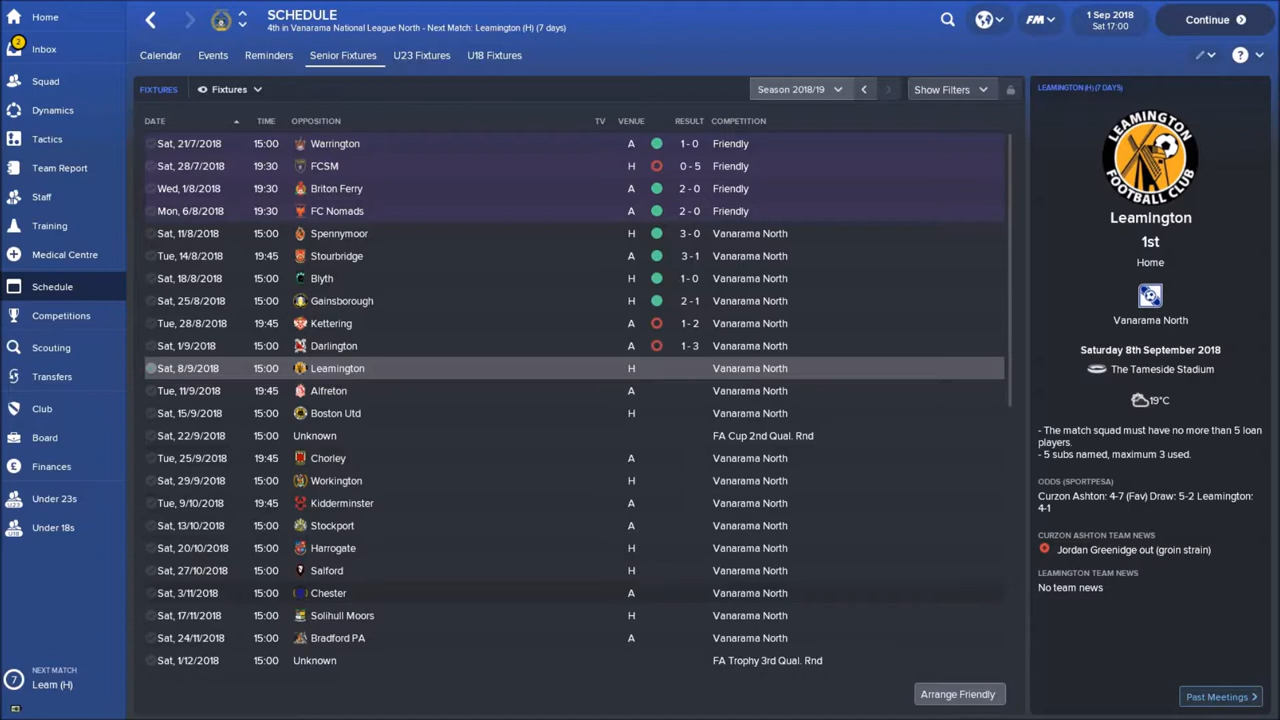 Home
SCHEDULE
4th in Vanarama National League North - Next Match: Leamington (H) (7 days)
FM
1 Sep 2018
Sat 17:00
Continue
2
Inbox
Calendar
Events
Reminders
Senior Fixtures
U23 Fixtures
U18 Fixtures
?
Squad
Dynamics
Tactics
Team Report
Staff
Training
Medical Centre
Schedule
Competitions
Scouting
Transfers
Club
Board
Finances
U23
Under 23s
U18
Under 18s
7
NEXT MATCH
Leam (H)
FIXTURES
Fixtures
Season 2018/19
Show Filters
DATE TIME OPPOSITION TV VENUE RESULT COMPETITION
Sat, 21/7/2018 15:00 Warrington A 1 - 0 Friendly
Sat, 28/7/2018 19:30 FCSM H 0 - 5 Friendly
Wed, 1/8/2018 19:30 Briton Ferry A 2 - 0 Friendly
Mon, 6/8/2018 19:30 FC Nomads A 2 - 0 Friendly
Sat, 11/8/2018 15:00 Spennymoor H 3 - 0 Vanarama North
Tue, 14/8/2018 19:45 Stourbridge A 3 - 1 Vanarama North
Sat, 18/8/2018 15:00 Blyth H 1 - 0 Vanarama North
Sat, 25/8/2018 15:00 Gainsborough H 2 - 1 Vanarama North
Tue, 28/8/2018 19:45 Kettering A 1 - 2 Vanarama North
Sat, 1/9/2018 15:00 Darlington A 1 - 3 Vanarama North
Sat, 8/9/2018 15:00 Leamington H Vanarama North
Tue, 11/9/2018 19:45 Alfreton A Vanarama North
Sat, 15/9/2018 15:00 Boston Utd H Vanarama North
Sat, 22/9/2018 15:00 Unknown FA Cup 2nd Qual. Rnd
Tue, 25/9/2018 19:45 Chorley A Vanarama North
Sat, 29/9/2018 15:00 Workington H Vanarama North
Tue, 9/10/2018 19:45 Kidderminster A Vanarama North
Sat, 13/10/2018 15:00 Stockport A Vanarama North
Sat, 20/10/2018 15:00 Harrogate H Vanarama North
Sat, 27/10/2018 15:00 Salford H Vanarama North
Sat, 3/11/2018 15:00 Chester A Vanarama North
Sat, 17/11/2018 15:00 Solihull Moors H Vanarama North
Sat, 24/11/2018 15:00 Bradford PA A Vanarama North
Sat, 1/12/2018 15:00 Unknown FA Trophy 3rd Qual. Rnd
Arrange Friendly
LEAMINGTON (H) (7 DAYS)
LEAMINGTON
FOOTBALL CLUB
Leamington
1st
Home
Vanarama North
Saturday 8th September 2018
The Tameside Stadium
19°C
- The match squad must have no more than 5 loan
players.
- 5 subs named, maximum 3 used.
ODDS (SPORTPESA)
Curzon Ashton: 4-7 (Fav) Draw: 5-2 Leamington:
4-1
CURZON ASHTON TEAM NEWS
Jordan Greenidge out (groin strain)
LEAMINGTON TEAM NEWS
No team news
Past Meetings